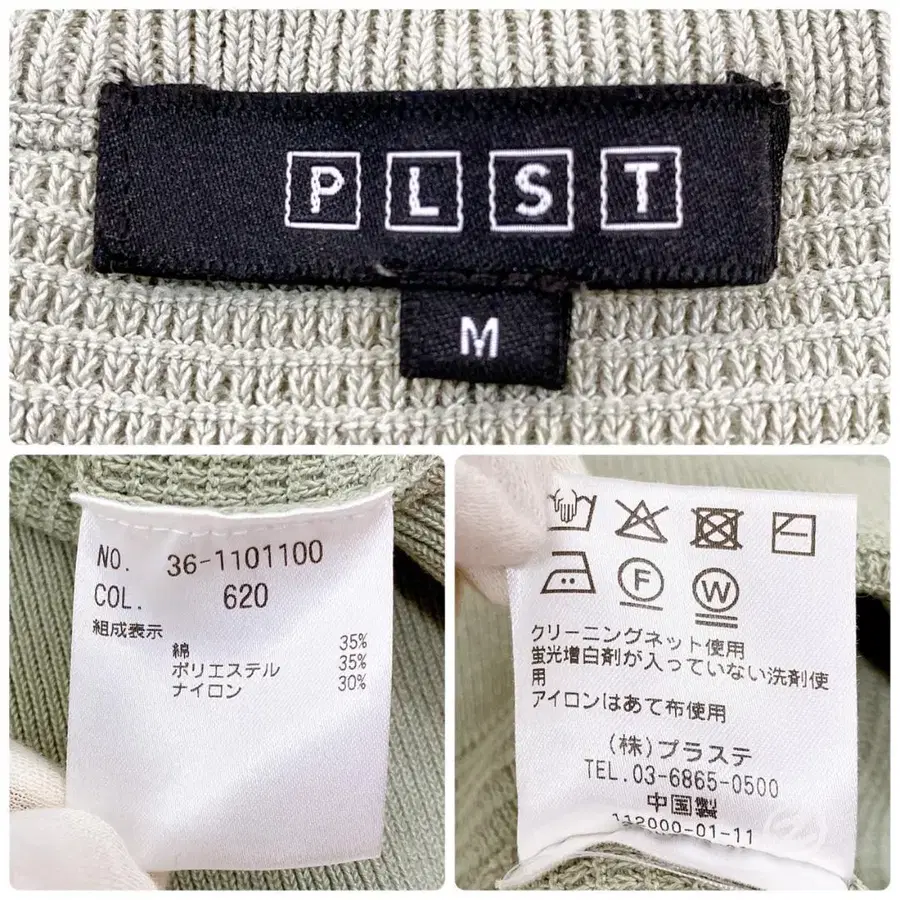 PLST
M
NO. 36-1101100
COL. 620
組成表示
綿 35%
ポリエステル 35%
ナイロン 30%
F
W
クリーニングネット使用
蛍光増白剤が入っていない洗剤使
用
アイロンはあて布使用
(株)プラステ
TEL.03-6865-0500
中国製
112000-01-11